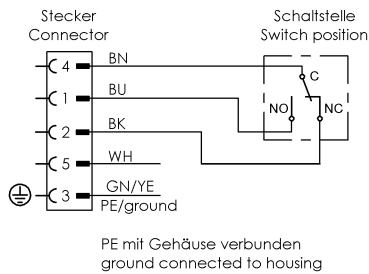 Stecker
Connector
Schaltstelle
Switch position
4 BN
1 BU
2 BK
5 WH
3 GN/YE
PE/ground
C
NO
NC
PE mit Gehäuse verbunden
ground connected to housing